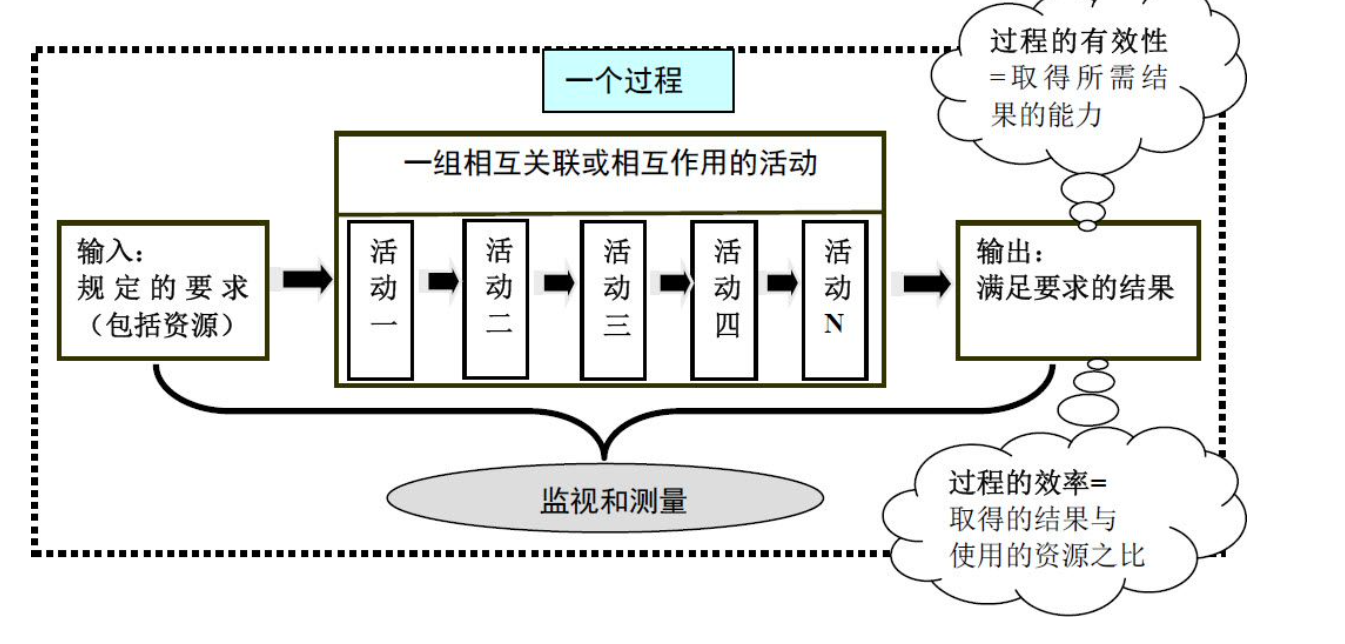 过程的有效性
=取得所需结
果的能力
一个过程
一组相互关联或相互作用的活动
输入：
规定的要求
（包括资源）
活
动
一
活
动
二
活
动
三
活
动
四
活
动
N
输出：
满足要求的结果
监视和测量
过程的效率=
取得的结果与
使用的资源之比